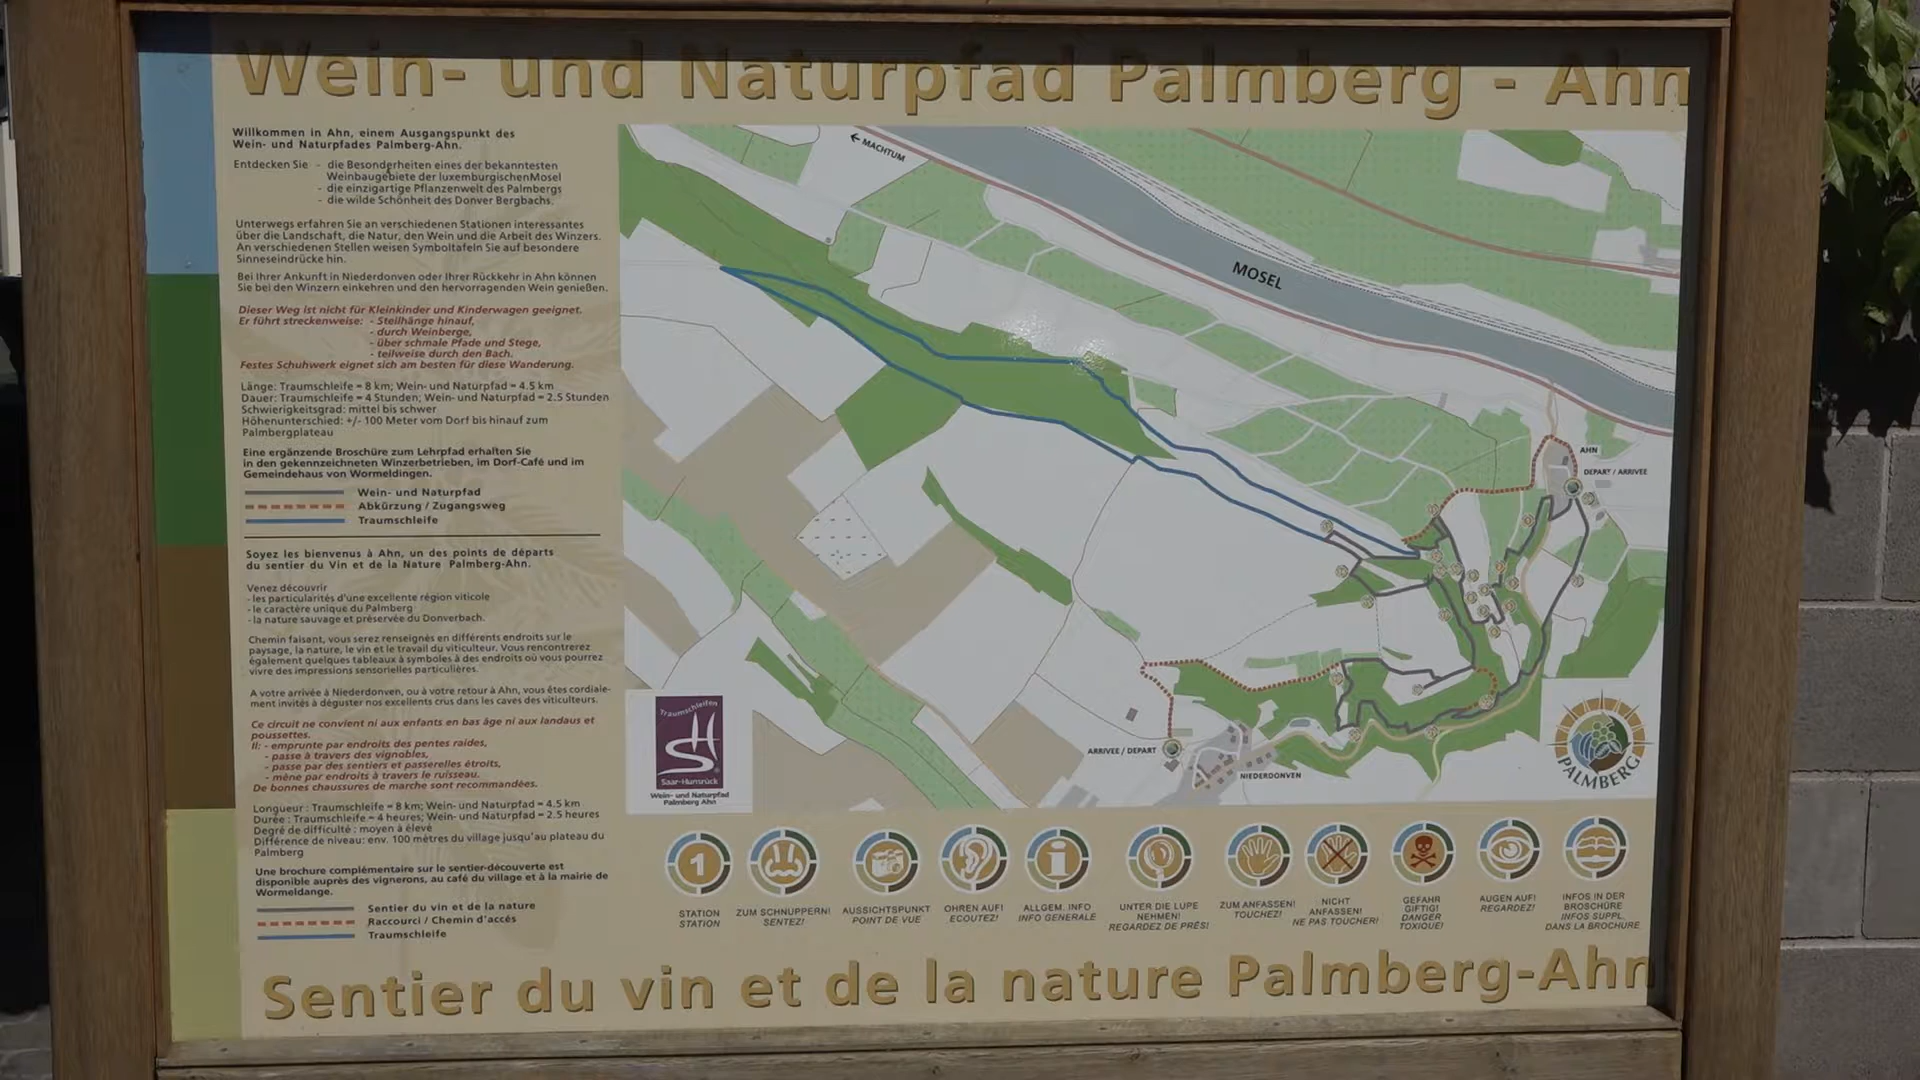 Wein- und Naturpfad Palmberg - Ahn
Willkommen in Ahn, einem Ausgangspunkt des
Wein- und Naturpfades Palmberg-Ahn.
Entdecken Sie - die Besonderheiten eines der bekanntesten
Weinbaugebiete der luxemburgischenMosel
- die einzigartige Pflanzenwelt des Palmbergs
- die wilde Schönheit des Donver Bergbachs.
Unterwegs erfahren Sie an verschiedenen Stationen interessantes
über die Landschaft, die Natur, den Wein und die Arbeit des Winzers.
An verschiedenen Stellen weisen Symboltafeln Sie auf besondere
Sinneseindrücke hin.
Bei Ihrer Ankunft in Niederdonven oder Ihrer Rückkehr in Ahn können
Sie bei den Winzern einkehren und den hervorragenden Wein genießen.
Dieser Weg ist nicht für Kleinkinder und Kinderwagen geeignet.
Er führt streckenweise: - Steilhänge hinauf,
- durch Weinberge,
- über schmale Pfade und Stege,
- teilweise durch den Bach.
Festes Schuhwerk eignet sich am besten für diese Wanderung.
Länge: Traumschleife = 8 km; Wein- und Naturpfad = 4.5 km
Dauer: Traumschleife = 4 Stunden; Wein- und Naturpfad = 2.5 Stunden
Schwierigkeitsgrad: mittel bis schwer
Höhenunterschied: +/- 100 Meter vom Dorf bis hinauf zum
Palmbergplateau
Eine ergänzende Broschüre zum Lehrpfad erhalten Sie
in den gekennzeichneten Winzerbetrieben, im Dorf-Café und im
Gemeindehaus von Wormeldingen.
Wein- und Naturpfad
Abkürzung / Zugangsweg
Traumschleife
Soyez les bienvenus à Ahn, un des points de départs
du sentier du Vin et de la Nature Palmberg-Ahn.
Venez découvrir
- les particularités d'une excellente région viticole
- le caractère unique du Palmberg
- la nature sauvage et préservée du Donverbach.
Chemin faisant, vous serez renseignés en différents endroits sur le
paysage, la nature, le vin et le travail du viticulteur. Vous rencontrerez
également quelques tableaux à symboles à des endroits où vous pourrez
vivre des impressions sensorielles particulières.
A votre arrivée à Niederdonven, ou à votre retour à Ahn, vous êtes cordiale-
ment invités à déguster nos excellents crus dans les caves des viticulteurs.
Ce circuit ne convient ni aux enfants en bas âge ni aux landaus et
poussettes.
Il: - emprunte par endroits des pentes raides,
- passe à travers des vignobles,
- passe par des sentiers et passerelles étroits,
- mène par endroits à travers le ruisseau.
De bonnes chaussures de marche sont recommandées.
Longueur : Traumschleife = 8 km; Wein- und Naturpfad = 4.5 km
Durée : Traumschleife = 4 heures; Wein- und Naturpfad = 2.5 heures
Degré de difficulté : moyen à élevé
Différence de niveau: env. 100 mètres du village jusqu'au plateau du
Palmberg
Une brochure complémentaire sur le sentier-découverte est
disponible auprès des vignerons, au café du village et à la mairie de
Wormeldange.
Sentier du vin et de la nature
Raccourci / Chemin d'accés
Traumschleife
← MACHTUM
MOSEL
AHN
DEPART / ARRIVEE
ARRIVEE / DEPART
NIEDERDONVEN
Traumschleifen
Saar-Hunsrück
Wein- und Naturpfad
Palmberg Ahn
PALMBERG
1
STATION
STATION
ZUM SCHNUPPERN!
SENTEZ!
AUSSICHTSPUNKT
POINT DE VUE
OHREN AUF!
ECOUTEZ!
i
ALLGEM. INFO
INFO GENERALE
UNTER DIE LUPE
NEHMEN!
REGARDEZ DE PRÉS!
ZUM ANFASSEN!
TOUCHEZ!
NICHT
ANFASSEN!
NE PAS TOUCHER!
GEFAHR
GIFTIG!
DANGER
TOXIQUE!
AUGEN AUF!
REGARDEZ!
INFOS IN DER
BROSCHÜRE
INFOS SUPPL.
DANS LA BROCHURE
Sentier du vin et de la nature Palmberg-Ahn